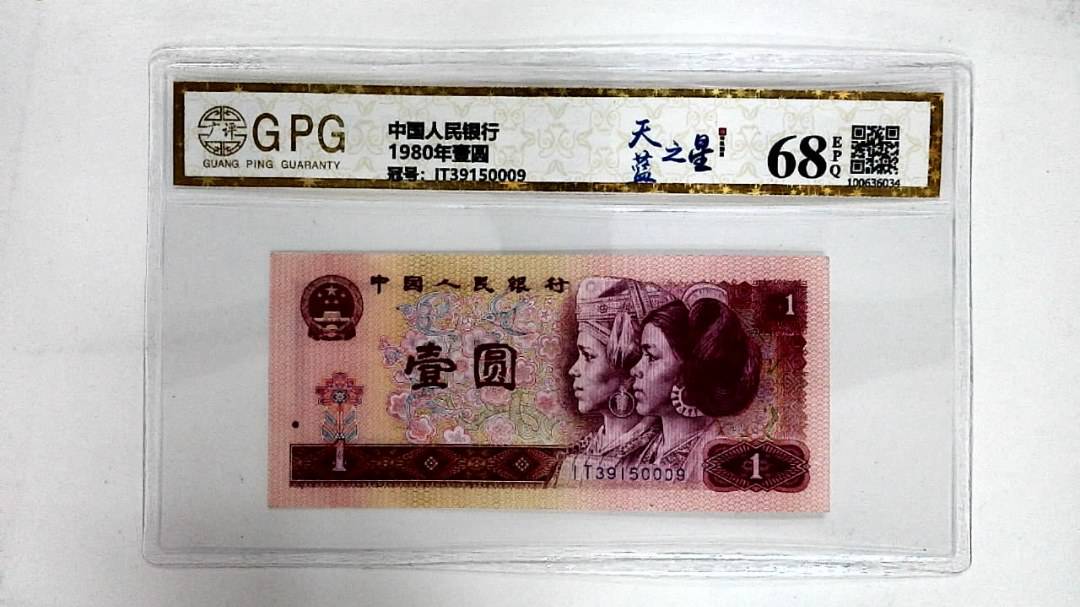 广评
GPG
GUANG PING GUARANTY
中国人民银行
1980年壹圆
冠号：IT39150009
天蓝之星
68
EPQ
100636034
中国人民银行
1
壹圆
1
IT39150009
1